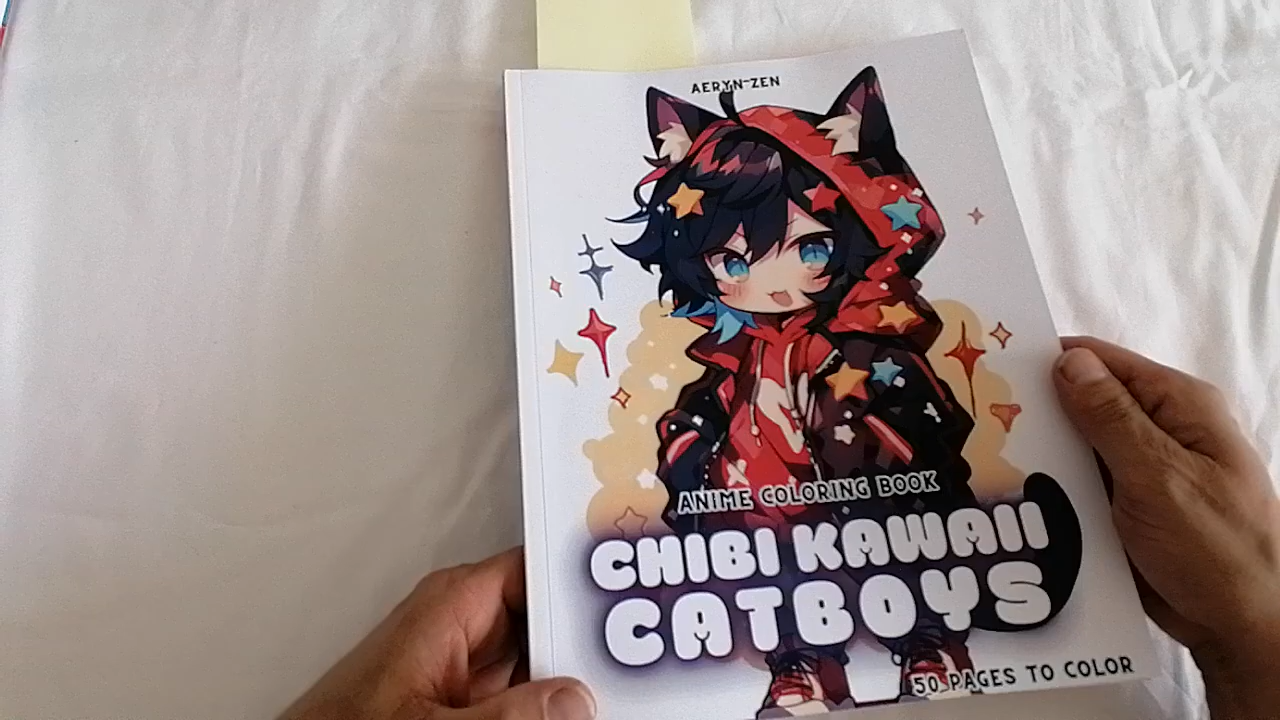 AERYN-ZEN
ANIME COLORING BOOK
CHIBI KAWAII
CATBOYS
50 PAGES TO COLOR